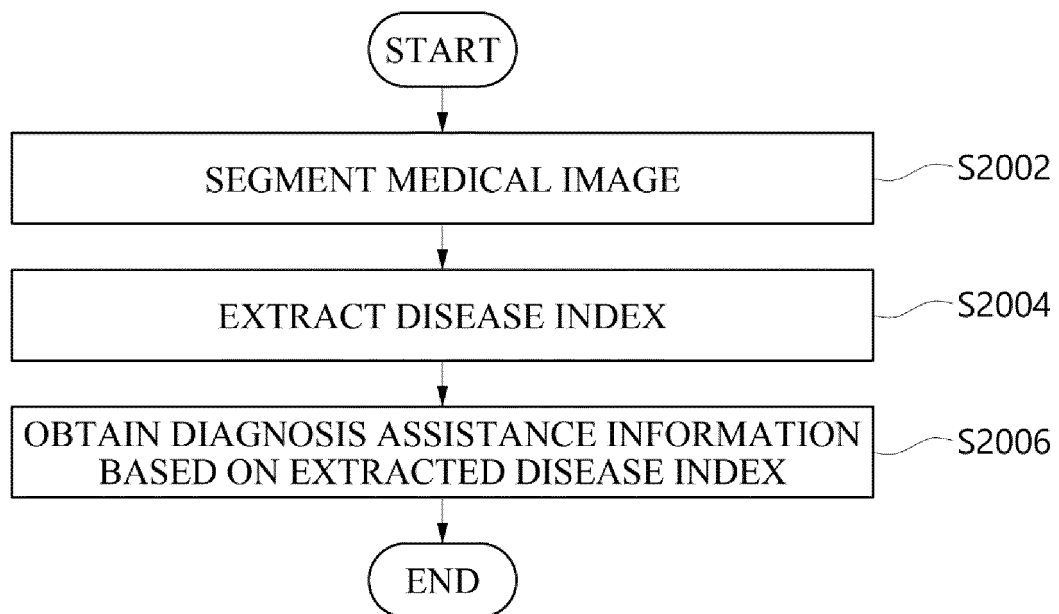 START
SEGMENT MEDICAL IMAGE
S2002
EXTRACT DISEASE INDEX
S2004
OBTAIN DIAGNOSIS ASSISTANCE INFORMATION
BASED ON EXTRACTED DISEASE INDEX
S2006
END